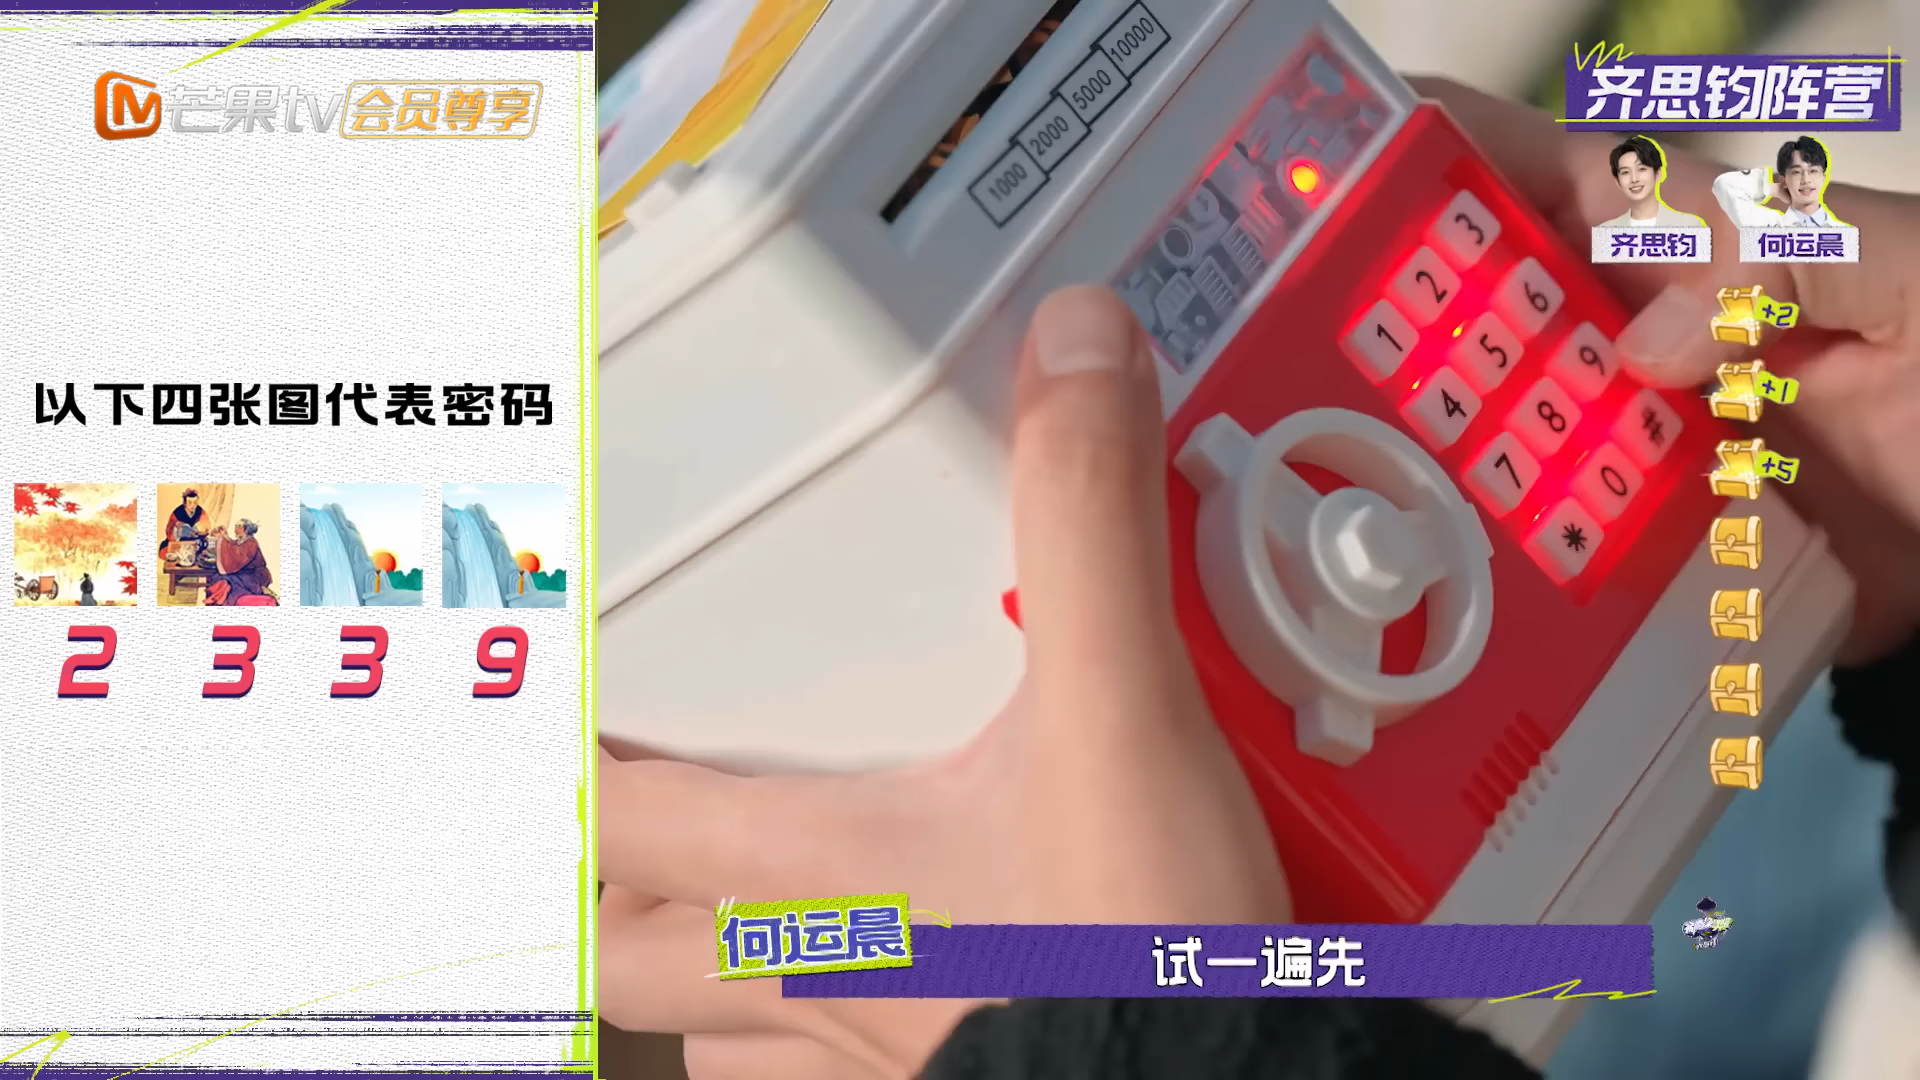 芒果tv会员尊享
以下四张图代表密码
2 3 3 9
1000 2000 5000 10000
1 2 3
4 5 6
7 8 9
* 0 #
齐思钧阵营
齐思钧 何运晨
+2
+1
+5
何运晨 试一遍先